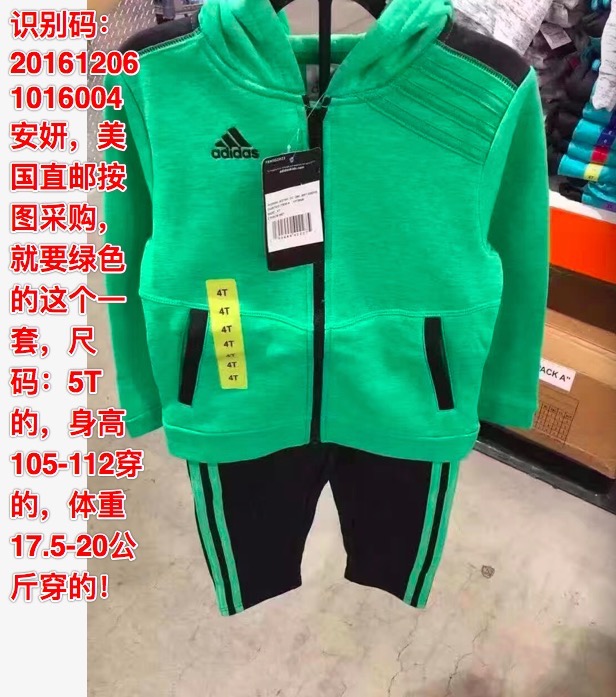 识别码：
20161206
1016004
安妍，美
国直邮按
图采购，
就要绿色
的这个一
套，尺
码：5T
的，身高
105-112穿
的，体重
17.5-20公
斤穿的！
adidas
4T
4T
4T
4T
4T
4T
4T
PACK A"